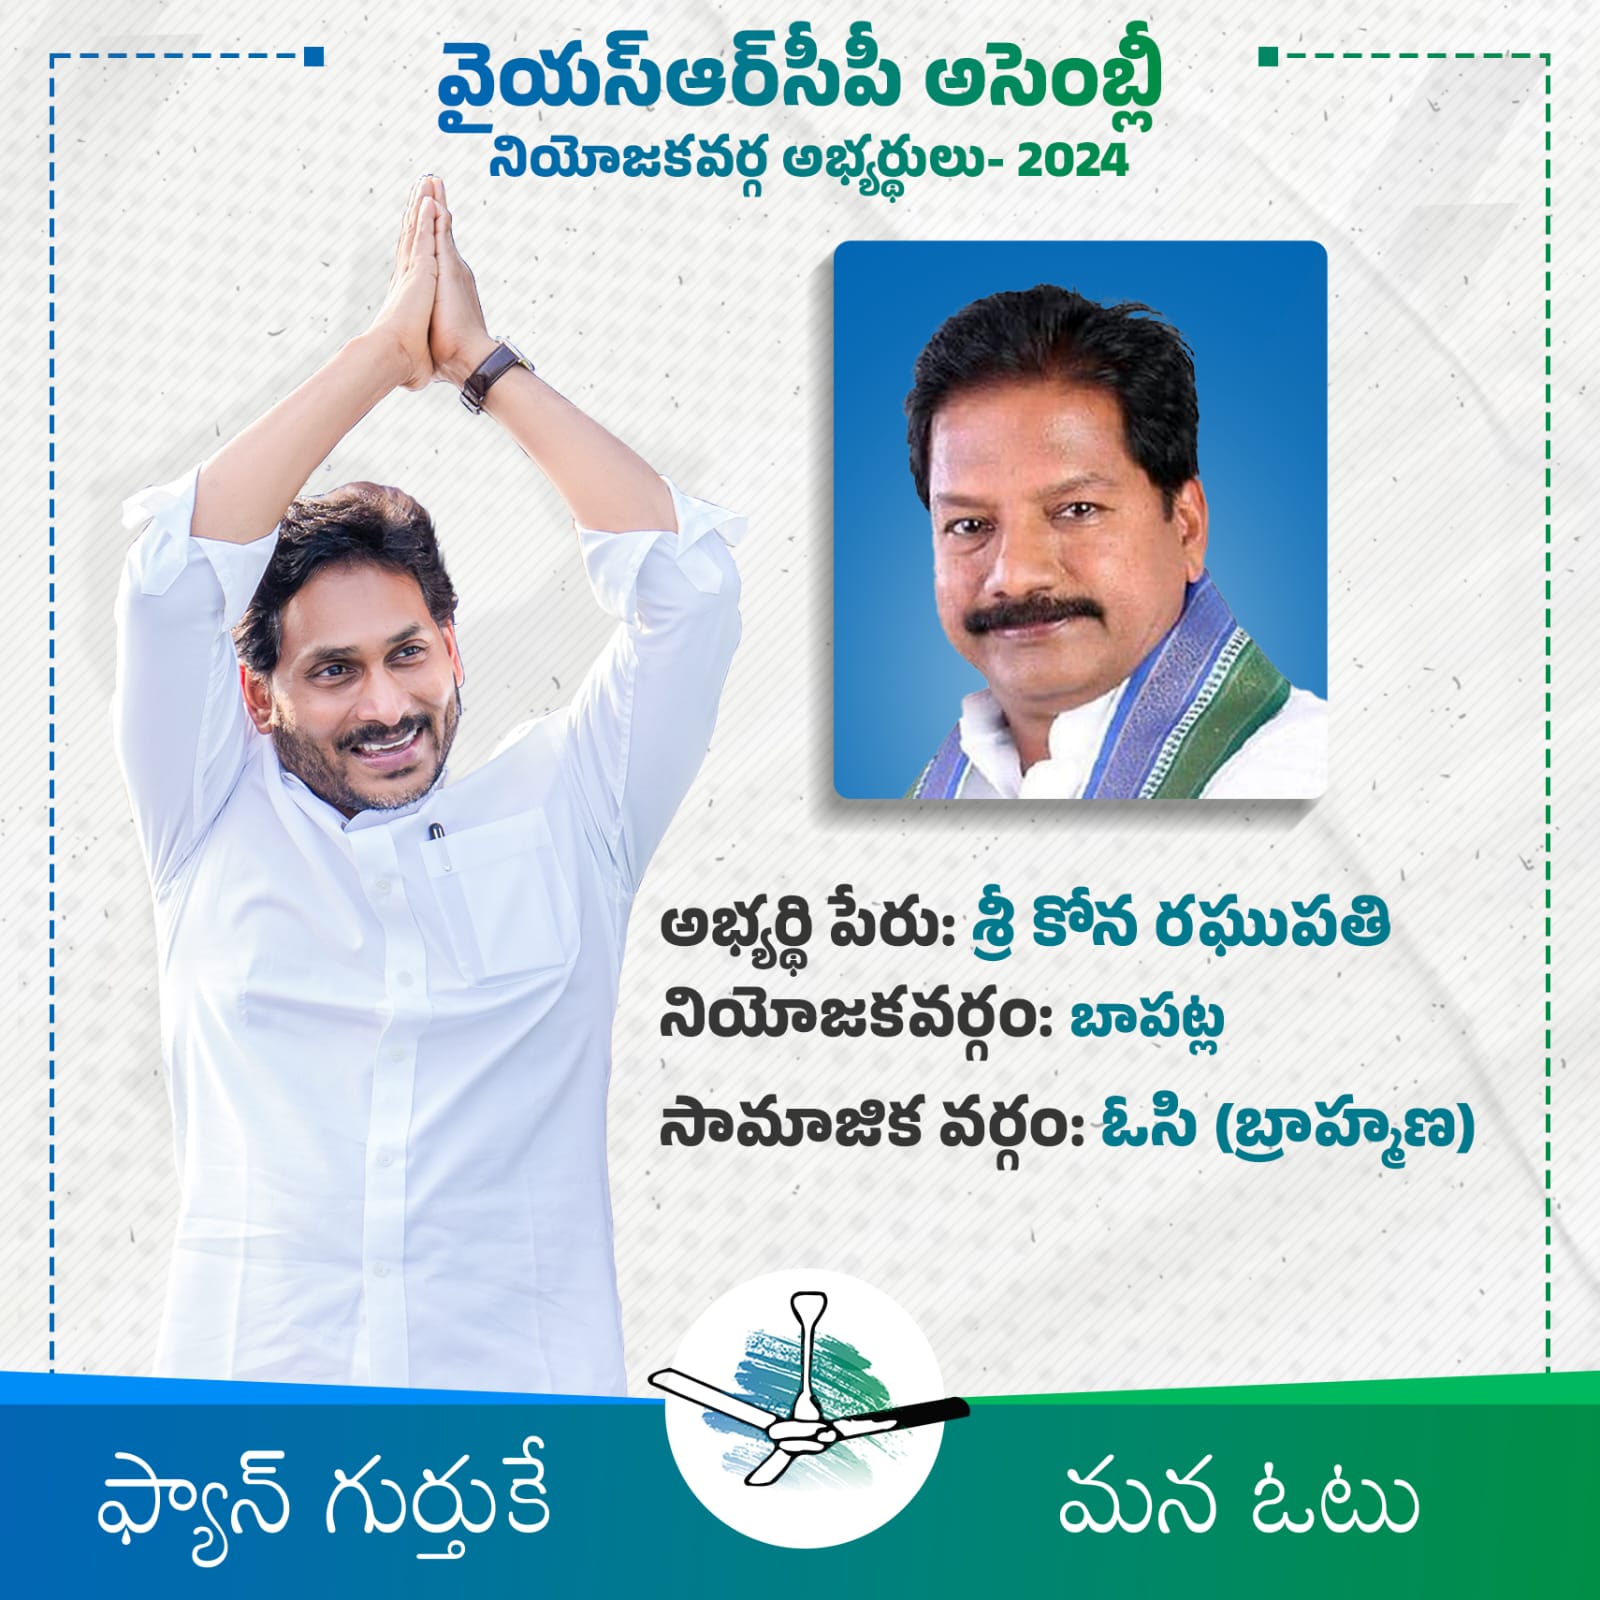 వైయస్ఆర్‌సీపీ అసెంబ్లీ
నియోజకవర్గ అభ్యర్థులు- 2024
అభ్యర్థి పేరు: శ్రీ కోన రఘుపతి
నియోజకవర్గం: బాపట్ల
సామాజిక వర్గం: ఓసి (బ్రాహ్మణ)
ఫ్యాన్ గుర్తుకే
మన ఓటు